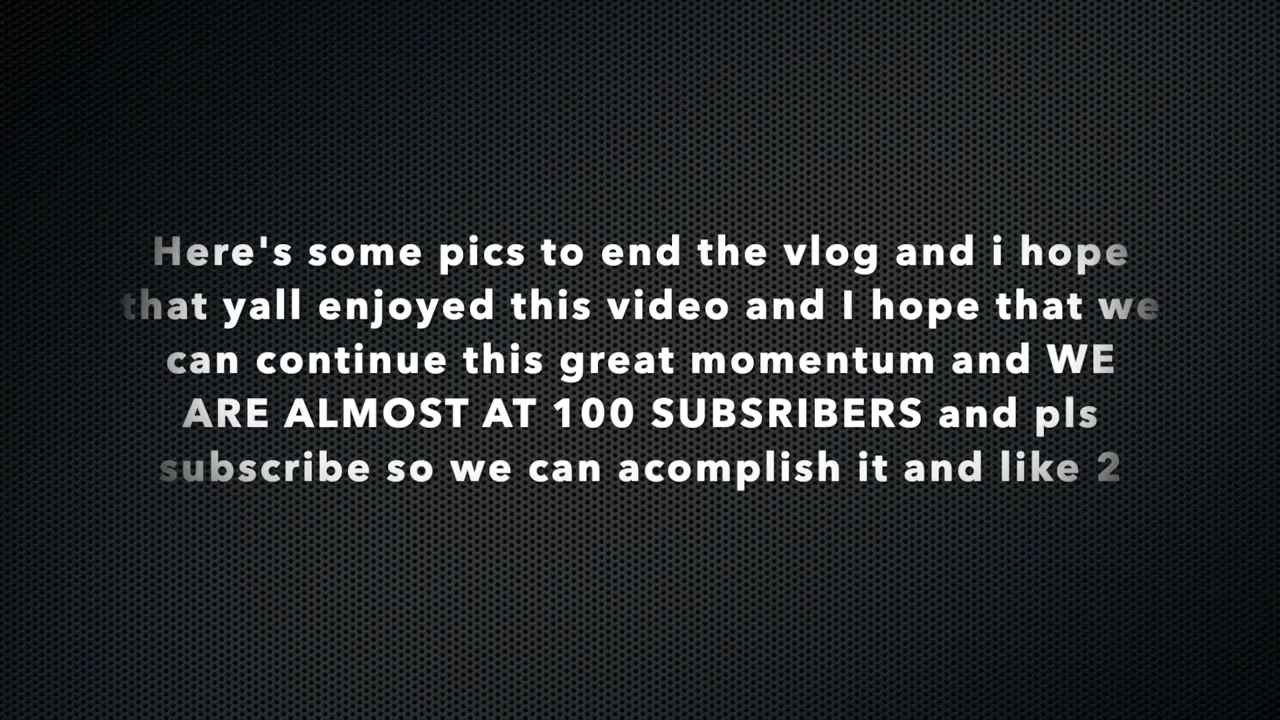 Here's some pics to end the vlog and i hope
that yall enjoyed this video and I hope that we
can continue this great momentum and WE
ARE ALMOST AT 100 SUBSRIBERS and pls
subscribe so we can acomplish it and like 2